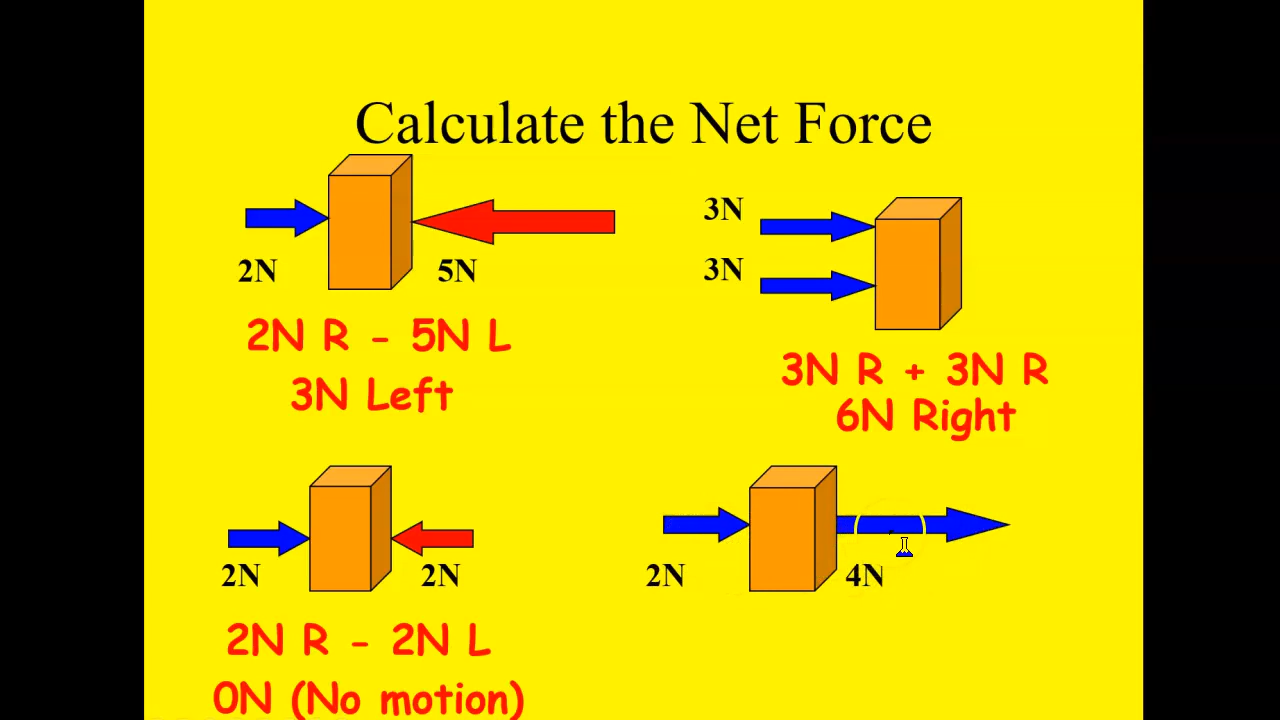 Calculate the Net Force
2N
5N
2N R - 5N L
3N Left
3N
3N
3N R + 3N R
6N Right
2N
2N
2N R - 2N L
0N (No motion)
2N
4N